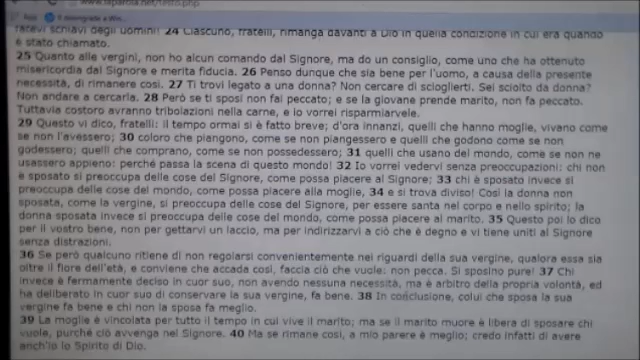 www.laparola.net/testo.php
fatevi schiavi degli uomini! 24 Ciascuno, fratelli, rimanga davanti a Dio in quella condizione in cui era quando
è stato chiamato.
25 Quanto alle vergini, non ho alcun comando dal Signore, ma do un consiglio, come uno che ha ottenuto
misericordia dal Signore e merita fiducia. 26 Penso dunque che sia bene per l'uomo, a causa della presente
necessità, di rimanere così. 27 Ti trovi legato a una donna? Non cercare di scioglierti. Sei sciolto da donna?
Non andare a cercarla. 28 Però se ti sposi non fai peccato; e se la giovane prende marito, non fa peccato.
Tuttavia costoro avranno tribolazioni nella carne, e io vorrei risparmiarvele.
29 Questo vi dico, fratelli: il tempo ormai si è fatto breve; d'ora innanzi, quelli che hanno moglie, vivano come
se non l'avessero; 30 coloro che piangono, come se non piangessero e quelli che godono come se non
godessero; quelli che comprano, come se non possedessero; 31 quelli che usano del mondo, come se non ne
usassero appieno: perché passa la scena di questo mondo! 32 Io vorrei vedervi senza preoccupazioni: chi non
è sposato si preoccupa delle cose del Signore, come possa piacere al Signore; 33 chi è sposato invece si
preoccupa delle cose del mondo, come possa piacere alla moglie, 34 e si trova diviso! Così la donna non
sposata, come la vergine, si preoccupa delle cose del Signore, per essere santa nel corpo e nello spirito; la
donna sposata invece si preoccupa delle cose del mondo, come possa piacere al marito. 35 Questo poi lo dico
per il vostro bene, non per gettarvi un laccio, ma per indirizzarvi a ciò che è degno e vi tiene uniti al Signore
senza distrazioni.
36 Se però qualcuno ritiene di non regolarsi convenientemente nei riguardi della sua vergine, qualora essa sia
oltre il fiore dell'età, e conviene che accada così, faccia ciò che vuole: non pecca. Si sposino pure! 37 Chi
invece è fermamente deciso in cuor suo, non avendo nessuna necessità, ma è arbitro della propria volontà, ed
ha deliberato in cuor suo di conservare la sua vergine, fa bene. 38 In conclusione, colui che sposa la sua
vergine fa bene e chi non la sposa fa meglio.
39 La moglie è vincolata per tutto il tempo in cui vive il marito; ma se il marito muore è libera di sposare chi
vuole, purché ciò avvenga nel Signore. 40 Ma se rimane così, a mio parere è meglio; credo infatti di avere
anch'io lo Spirito di Dio.